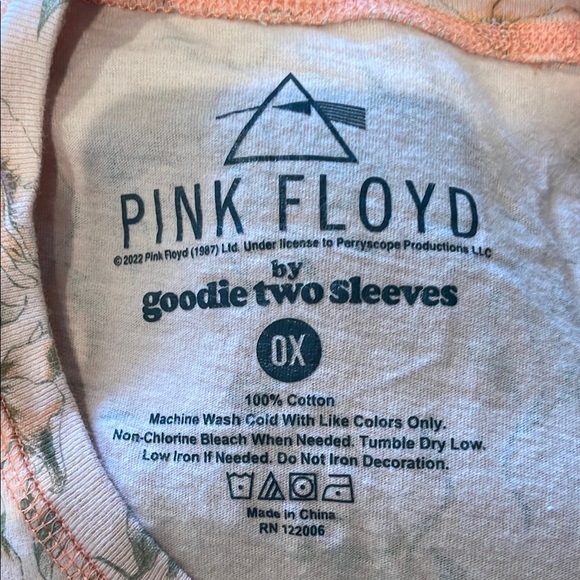 PINK FLOYD
©2022 Pink Floyd (1987) Ltd. Under license to Perryscope Productions LLC
by
goodie two sleeves
0X
100% Cotton
Machine Wash Cold With Like Colors Only.
Non-Chlorine Bleach When Needed. Tumble Dry Low.
Low Iron If Needed. Do Not Iron Decoration.
Made in China
RN 122006